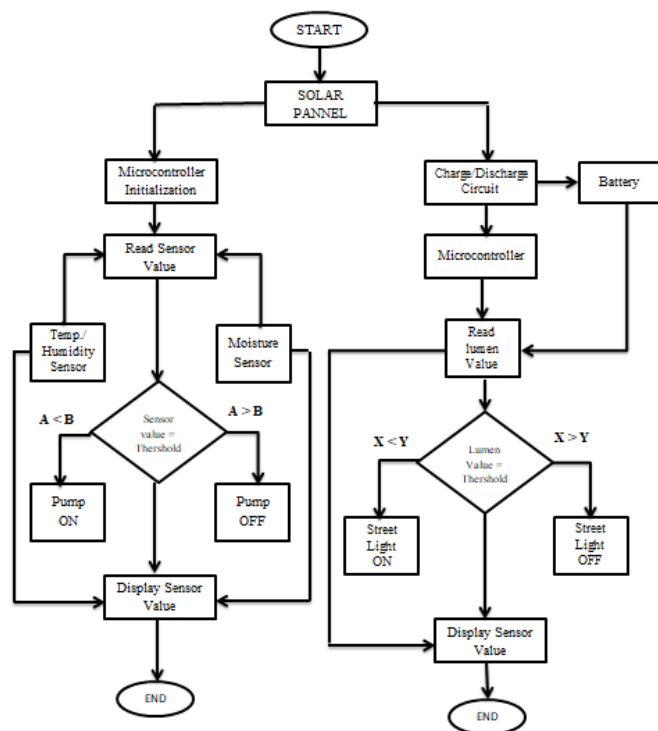 START
SOLAR
PANNEL
Microcontroller
Initialization
Charge/Discharge
Circuit
Battery
Read Sensor
Value
Microcontroller
Temp./
Humidity
Sensor
Moisture
Sensor
Read
lumen
Value
A < B
A > B
Sensor
value =
Thershold
X < Y
X > Y
Lumen
Value =
Thershold
Pump
ON
Pump
OFF
Street
Light
ON
Street
Light
OFF
Display Sensor
Value
Display Sensor
Value
END
END